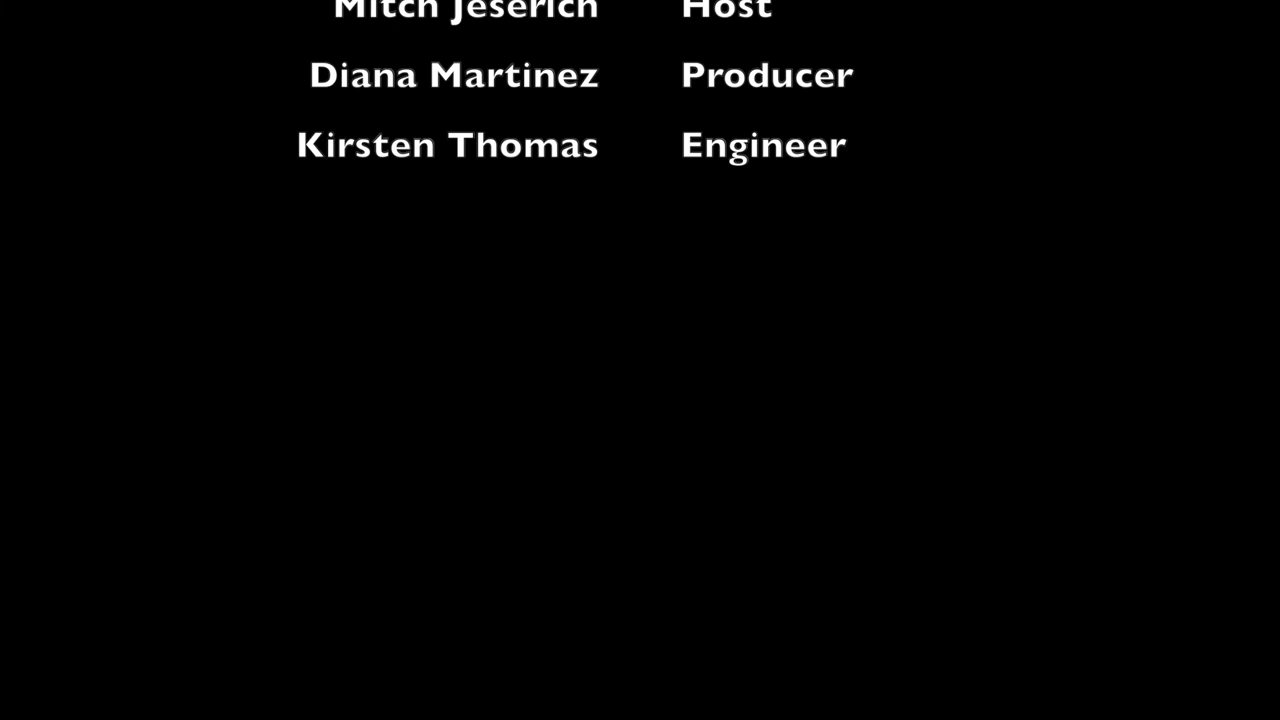 Mitch Jeserich Host
Diana Martinez Producer
Kirsten Thomas Engineer